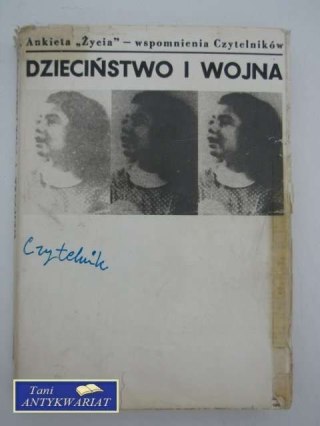 Ankieta „Życia” – wspomnienia Czytelników
DZIECIŃSTWO I WOJNA
Czytelnik
Tani
ANTYKWARIAT